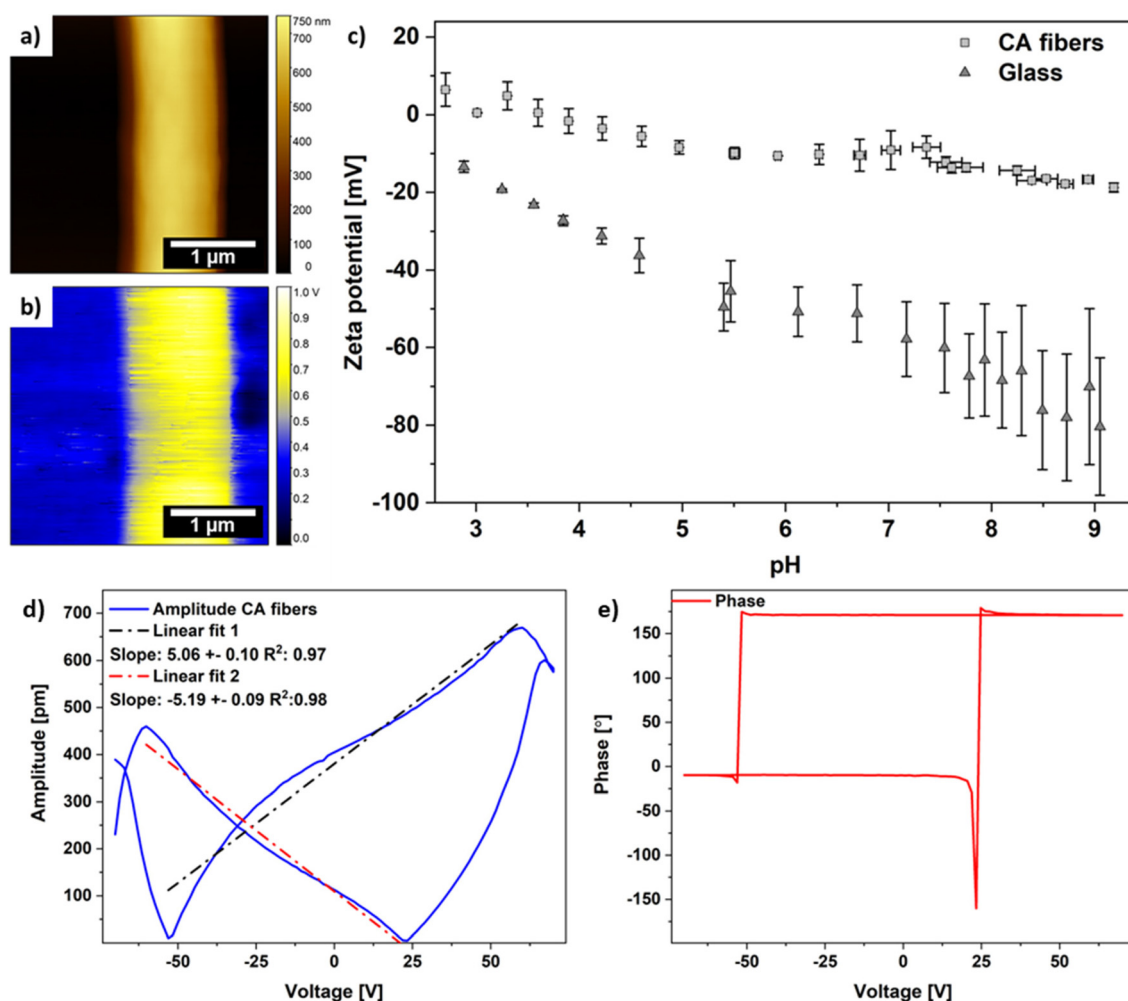 a)
750 nm
700
600
500
400
300
200
100
0
1 µm
b)
1.0 V
0.9
0.8
0.7
0.6
0.5
0.4
0.3
0.2
0.1
0.0
1 µm
c)
20
0
-20
-40
-60
-80
-100
Zeta potential [mV]
CA fibers
Glass
3 4 5 6 7 8 9
pH
d)
700
600
500
400
300
200
100
Amplitude [pm]
Amplitude CA fibers
Linear fit 1
Slope: 5.06 +- 0.10 R²: 0.97
Linear fit 2
Slope: -5.19 +- 0.09 R²:0.98
-50 -25 0 25 50
Voltage [V]
e)
150
100
50
0
-50
-100
-150
Phase [°]
Phase
-50 -25 0 25 50
Voltage [V]